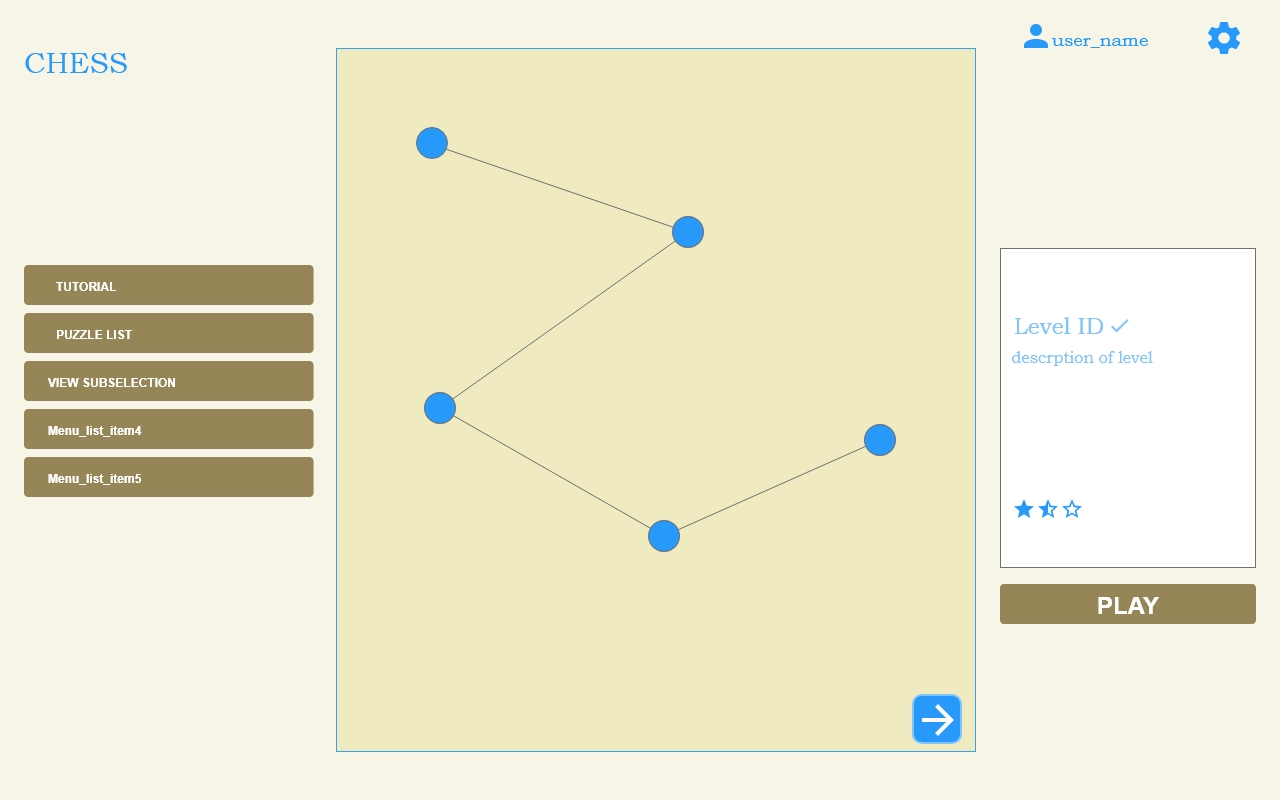 CHESS
user_name
TUTORIAL
PUZZLE LIST
VIEW SUBSELECTION
Menu_list_item4
Menu_list_item5
Level ID
descrption of level
PLAY